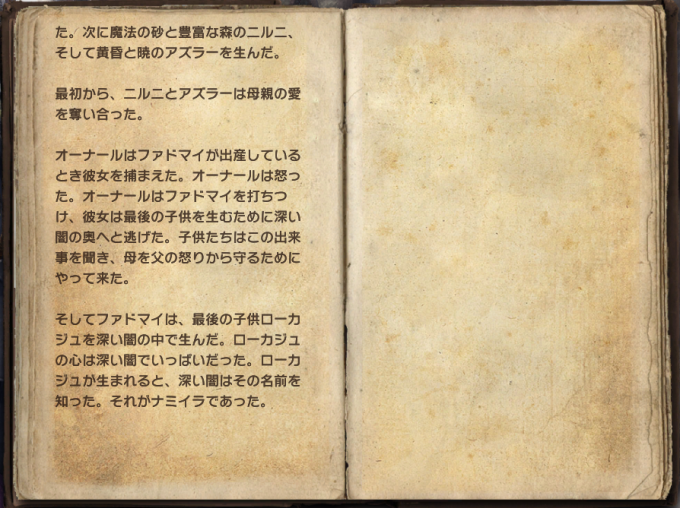 た。次に魔法の砂と豊富な森のニルニ、
そして黄昏と暁のアズラーを生んだ。
最初から、ニルニとアズラーは母親の愛
を奪い合った。
オーナールはファドマイが出産している
とき彼女を捕まえた。オーナールは怒っ
た。オーナールはファドマイを打ちつ
け、彼女は最後の子供を生むために深い
闇の奥へと逃げた。子供たちはこの出来
事を聞き、母を父の怒りから守るために
やって来た。
そしてファドマイは、最後の子供ローカ
ジュを深い闇の中で生んだ。ローカジュ
の心は深い闇でいっぱいだった。ローカ
ジュが生まれると、深い闇はその名前を
知った。それがナミイラであった。